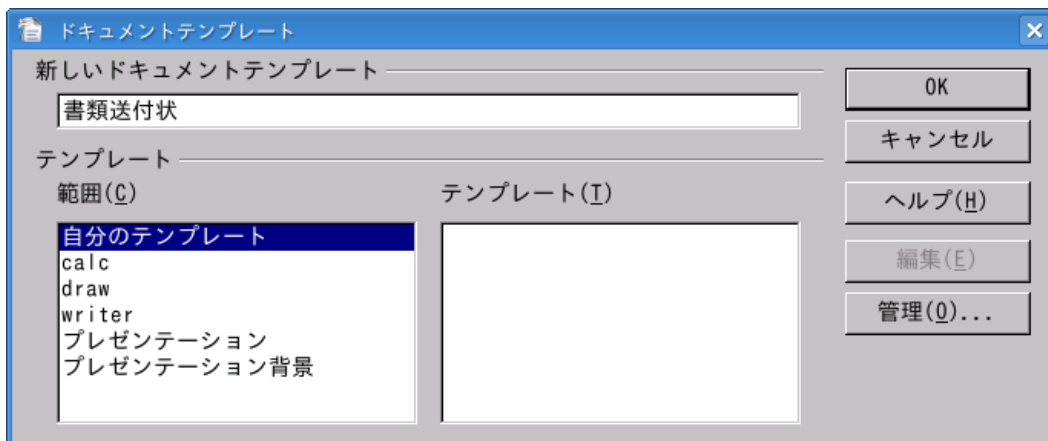 ドキュメントテンプレート
新しいドキュメントテンプレート
書類送付状
テンプレート
範囲(C)
自分のテンプレート
calc
draw
writer
プレゼンテーション
プレゼンテーション背景
テンプレート(T)
OK
キャンセル
ヘルプ(H)
編集(E)
管理(O)...